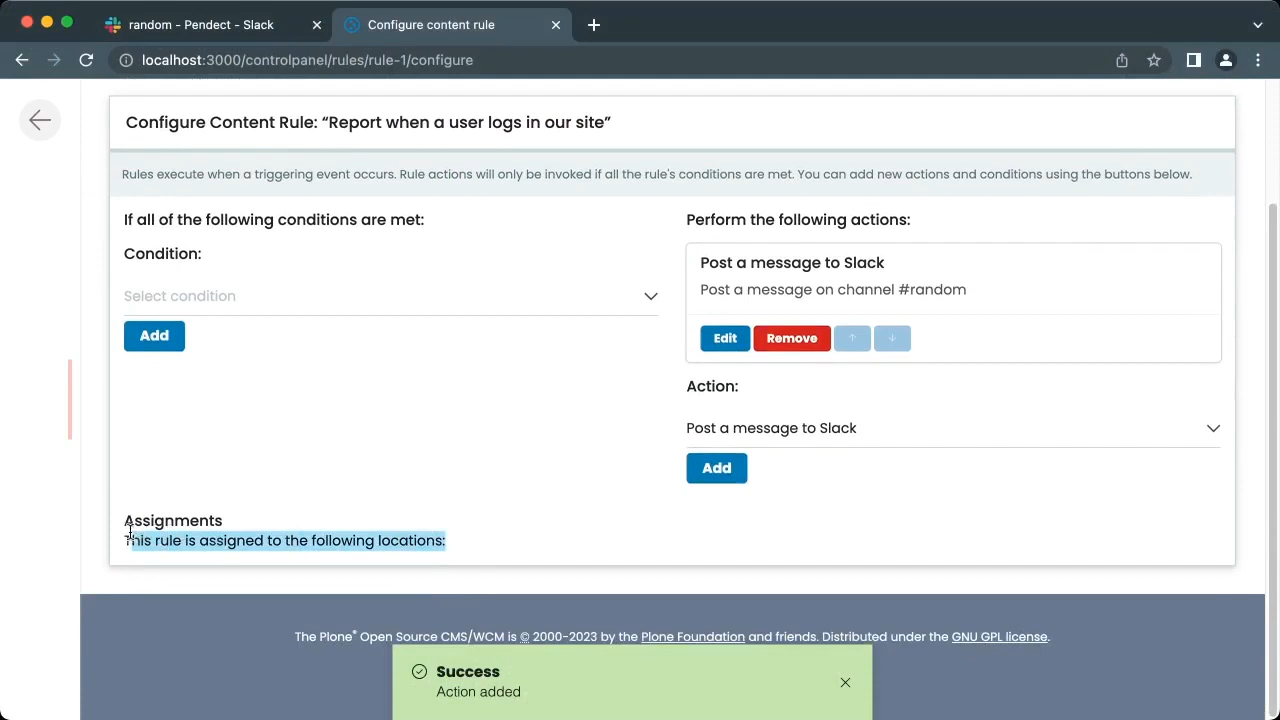 random - Pendect - Slack
Configure content rule
localhost:3000/controlpanel/rules/rule-1/configure
Configure Content Rule: “Report when a user logs in our site”
Rules execute when a triggering event occurs. Rule actions will only be invoked if all the rule's conditions are met. You can add new actions and conditions using the buttons below.
If all of the following conditions are met:
Condition:
Select condition
Add
Perform the following actions:
Post a message to Slack
Post a message on channel #random
Edit Remove ↑ ↓
Action:
Post a message to Slack
Add
Assignments
This rule is assigned to the following locations:
The Plone® Open Source CMS/WCM is © 2000-2023 by the Plone Foundation and friends. Distributed under the GNU GPL license.
Success
Action added